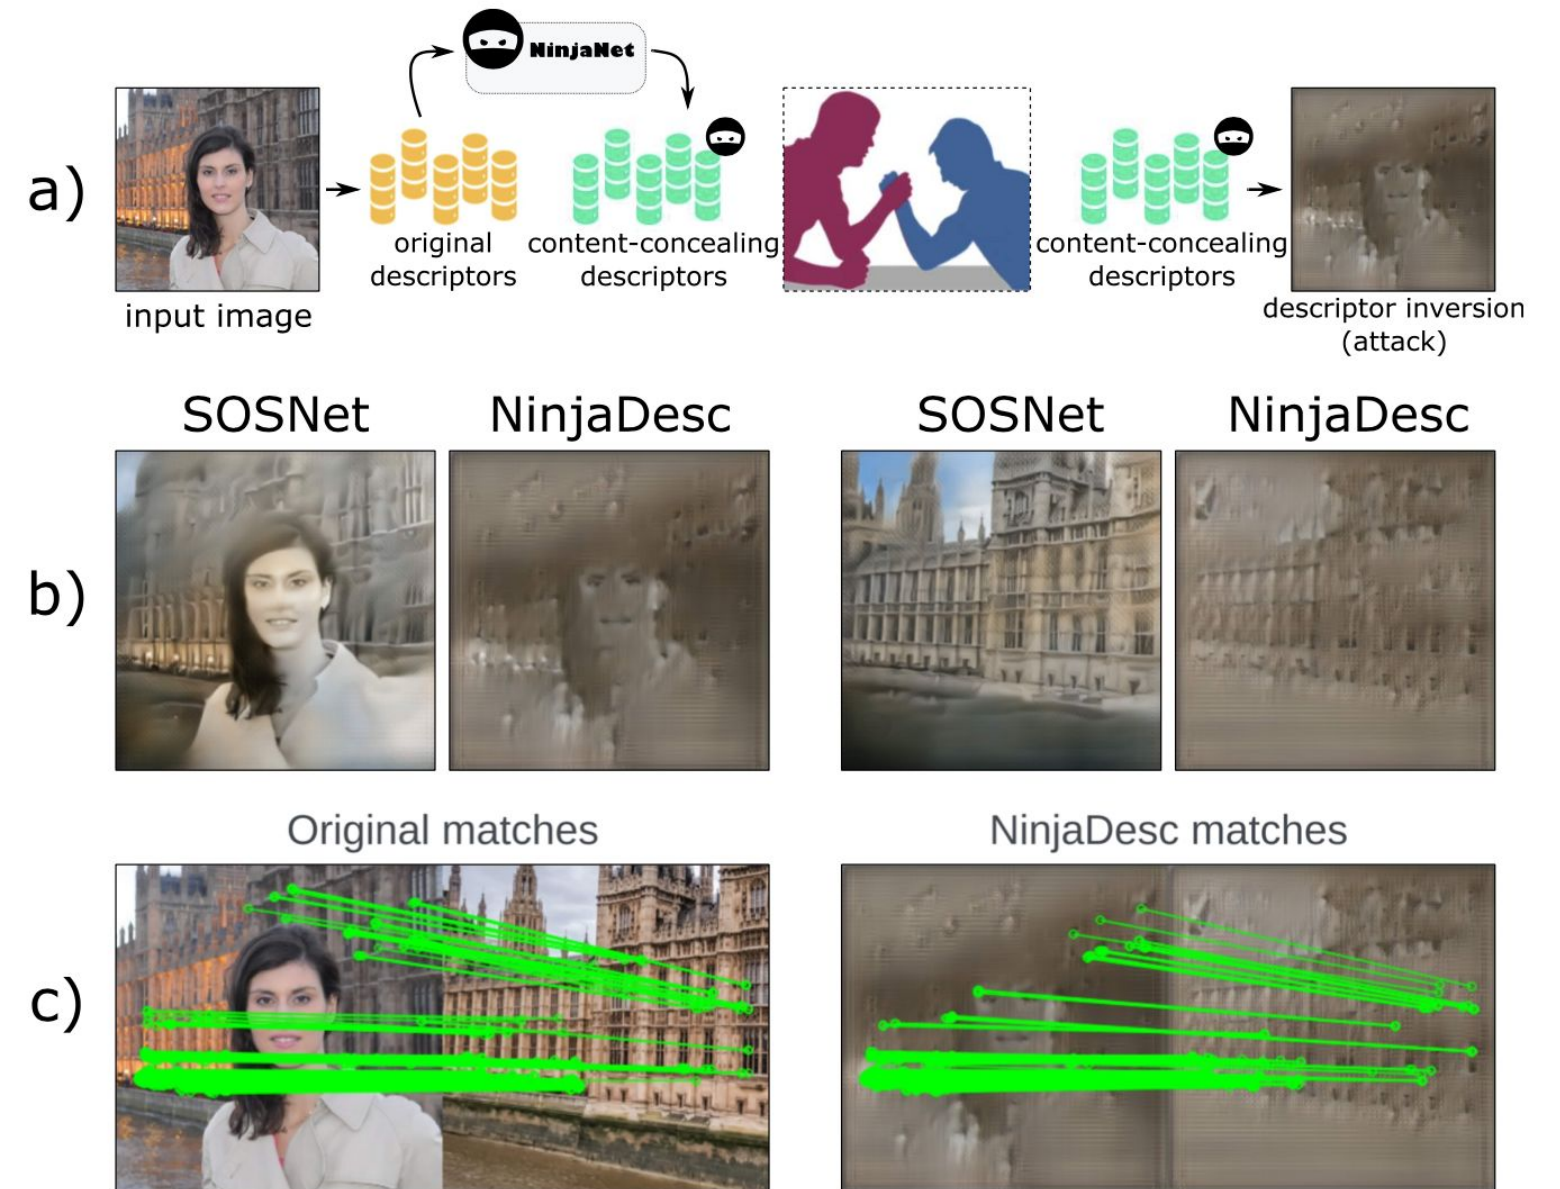 NinjaNet
a)
original
descriptors
content-concealing
descriptors
content-concealing
descriptors
input image
descriptor inversion
(attack)
SOSNet
NinjaDesc
SOSNet
NinjaDesc
b)
Original matches
NinjaDesc matches
c)